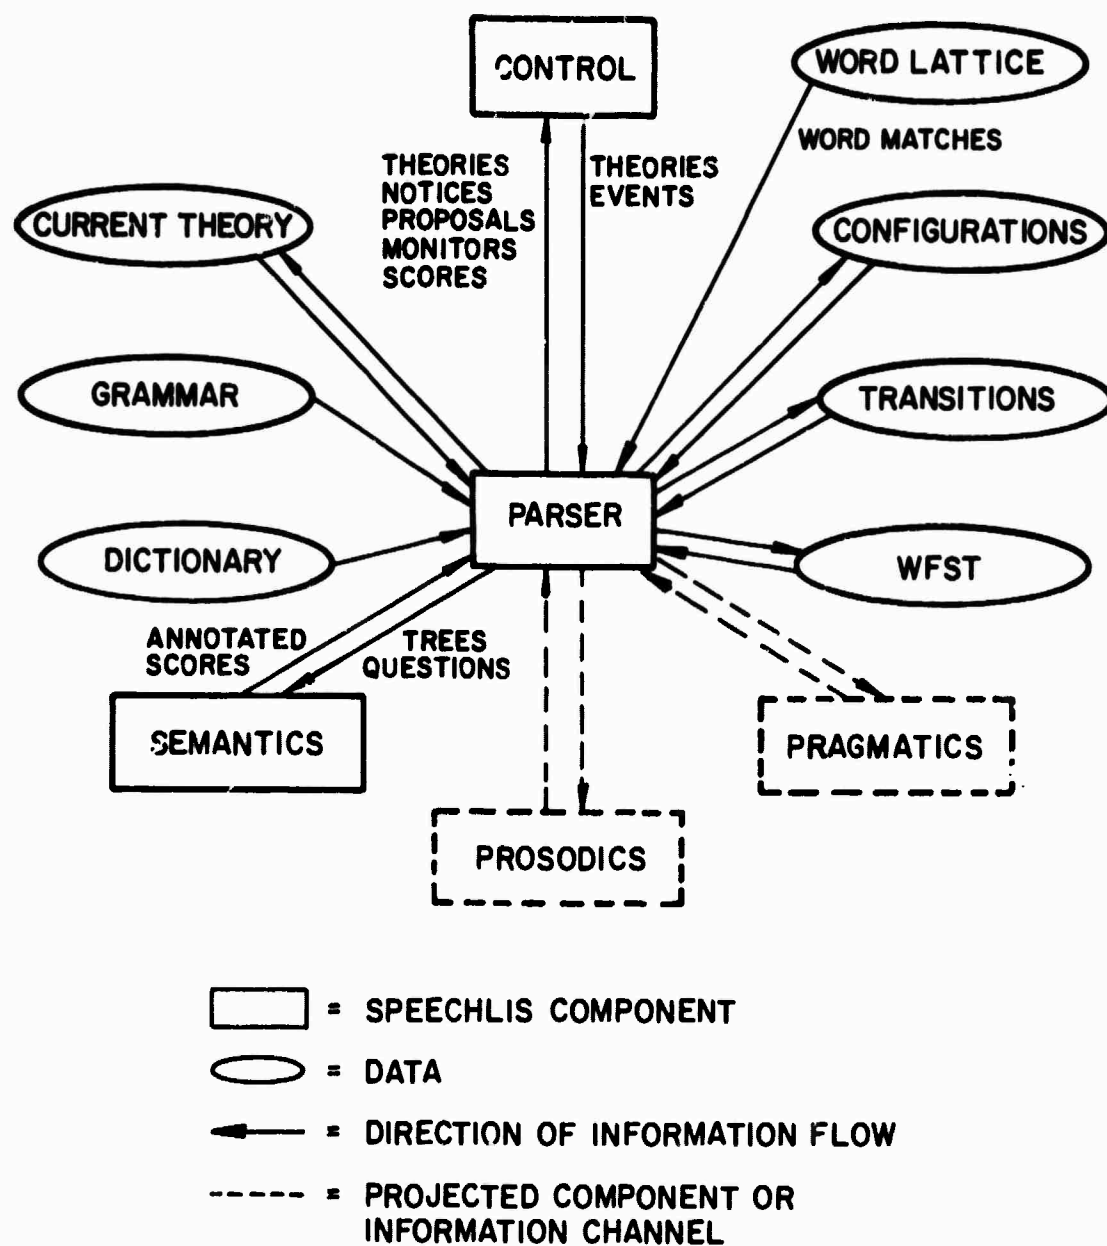 CONTROL
WORD LATTICE
WORD MATCHES
THEORIES
NOTICES
PROPOSALS
MONITORS
SCORES
THEORIES
EVENTS
CURRENT THEORY
CONFIGURATIONS
GRAMMAR
TRANSITIONS
PARSER
DICTIONARY
WFST
ANNOTATED
SCORES
TREES
QUESTIONS
SEMANTICS
PRAGMATICS
PROSODICS
= SPEECHLIS COMPONENT
= DATA
= DIRECTION OF INFORMATION FLOW
= PROJECTED COMPONENT OR
INFORMATION CHANNEL